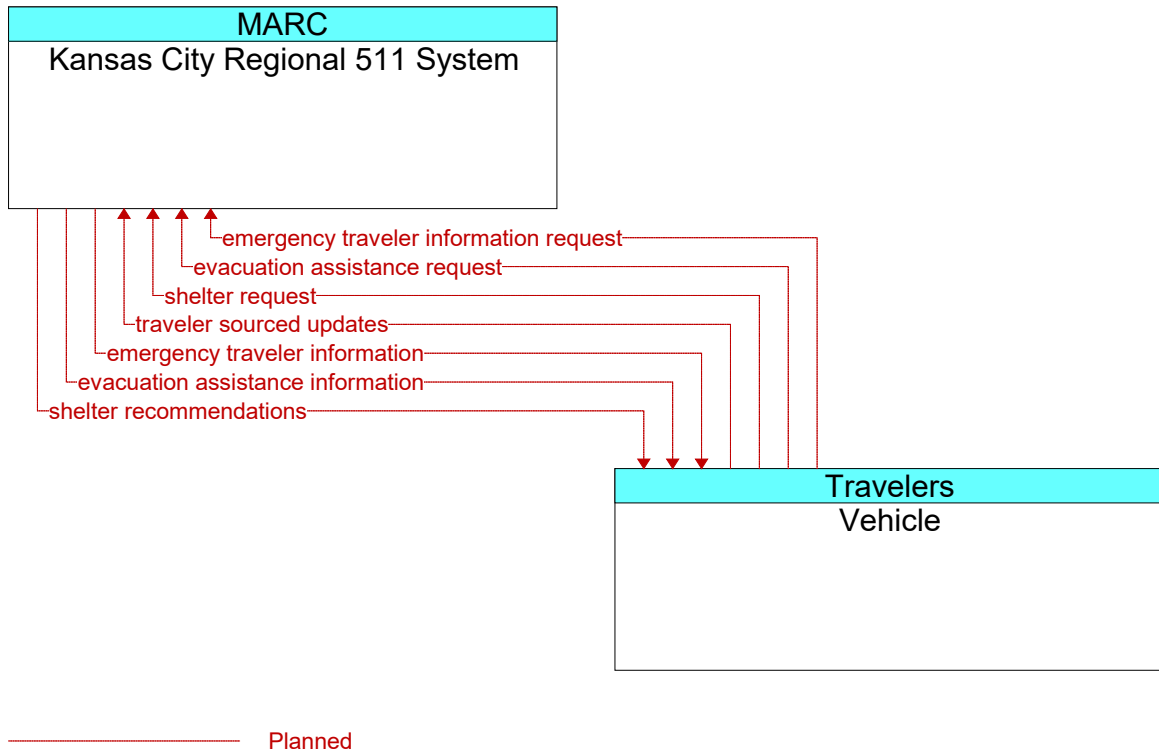 MARC
Kansas City Regional 511 System
emergency traveler information request
evacuation assistance request
shelter request
traveler sourced updates
emergency traveler information
evacuation assistance information
shelter recommendations
Travelers
Vehicle
Planned